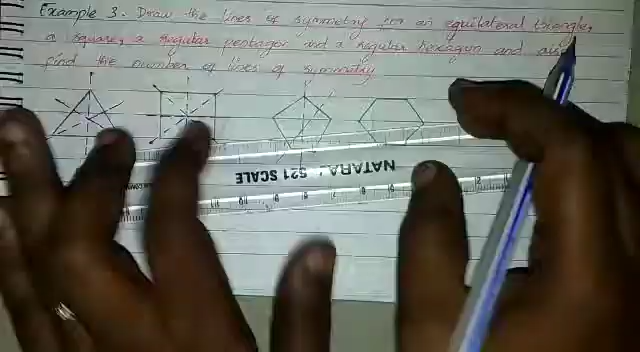 Example 3. Draw the lines of symmetry for an equilateral triangle,
a square, a regular pentagon and a regular hexagon and also
find the number of lines of symmetry.
NATARAJ 621 SCALE